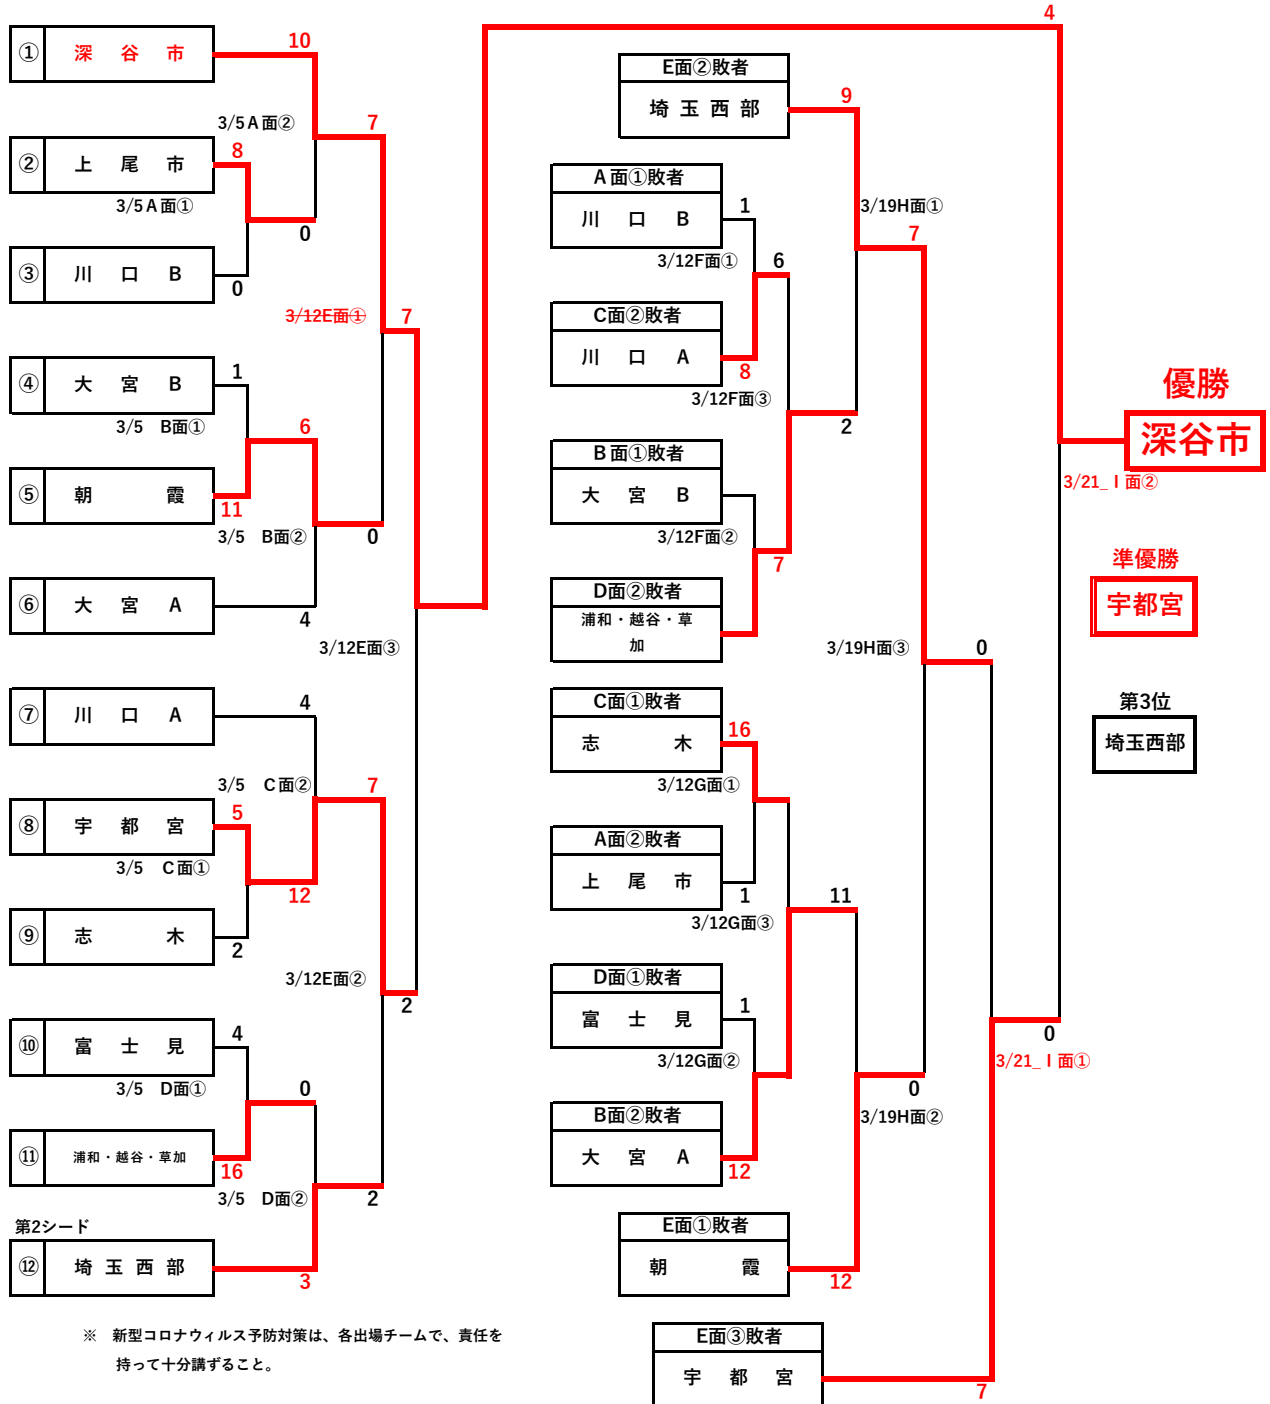 ① 深谷市
10
3/5 A面②
7
② 上尾市
8
3/5 A面①
0
③ 川口B
0
3/12E面①
7
④ 大宮B
1
3/5 B面①
6
⑤ 朝霞
11
3/5 B面②
0
⑥ 大宮A
4
3/12E面③
⑦ 川口A
4
3/5 C面②
7
⑧ 宇都宮
5
3/5 C面①
12
⑨ 志木
2
3/12E面②
2
⑩ 富士見
4
3/5 D面①
0
⑪ 浦和・越谷・草加
16
3/5 D面②
2
第2シード
⑫ 埼玉西部
3
※ 新型コロナウィルス予防対策は、各出場チームで、責任を
持って十分講ずること。
4
E面②敗者
埼玉西部
9
A面①敗者
川口B
1
3/19H面①
7
3/12F面①
6
C面②敗者
川口A
8
3/12F面③
2
B面①敗者
大宮B
3/12F面②
7
D面②敗者
浦和・越谷・草
加
3/19H面③
0
C面①敗者
志木
16
3/12G面①
A面②敗者
上尾市
1
3/12G面③
11
D面①敗者
富士見
1
3/12G面②
0
B面②敗者
大宮A
12
3/19H面②
E面①敗者
朝霞
12
E面③敗者
宇都宮
7
0
3/21_I面①
優勝
深谷市
3/21_I面②
準優勝
宇都宮
第3位
埼玉西部